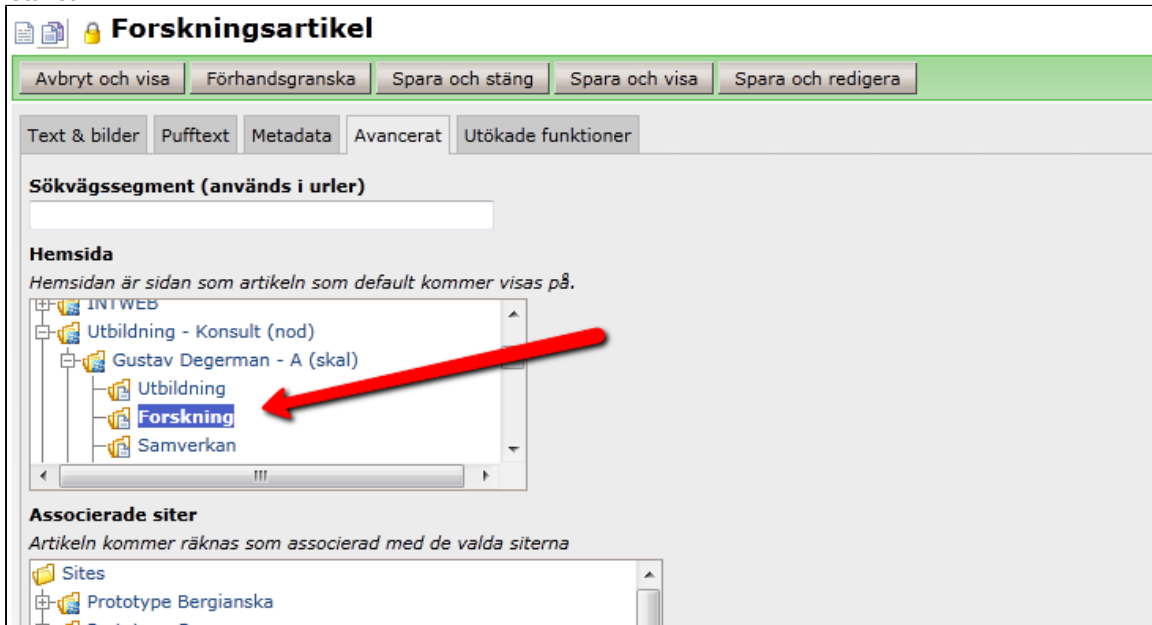 Forskningsartikel
Avbryt och visa Förhandsgranska Spara och stäng Spara och visa Spara och redigera
Text & bilder Pufftext Metadata Avancerat Utökade funktioner
Sökvägssegment (används i urler)
Hemsida
Hemsidan är sidan som artikeln som default kommer visas på.
INTWEB
Utbildning - Konsult (nod)
Gustav Degerman - A (skal)
Utbildning
Forskning
Samverkan
Associerade siter
Artikeln kommer räknas som associerad med de valda siterna
Sites
Prototype Bergianska